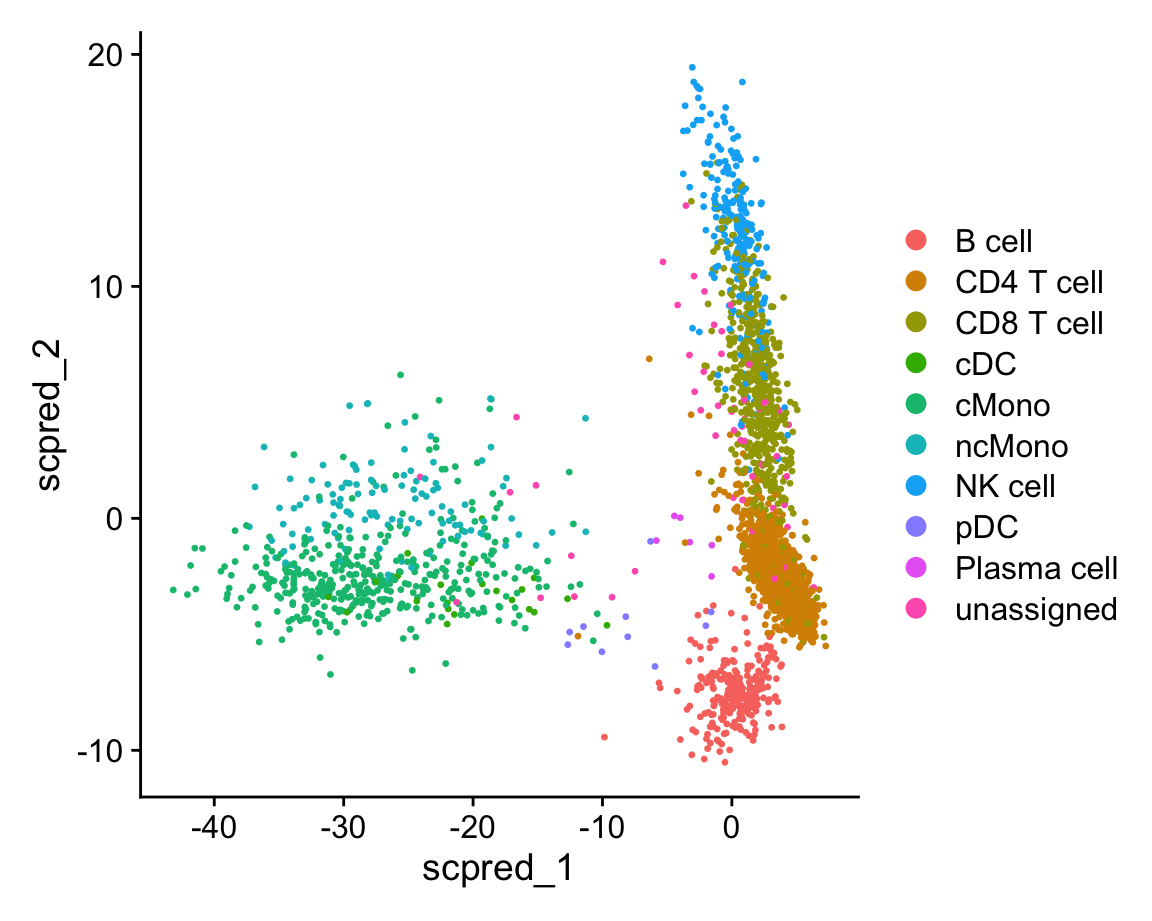 20
10
0
-10
scpred_2
-40
-30
-20
-10
0
scpred_1
B cell
CD4 T cell
CD8 T cell
cDC
cMono
ncMono
NK cell
pDC
Plasma cell
unassigned